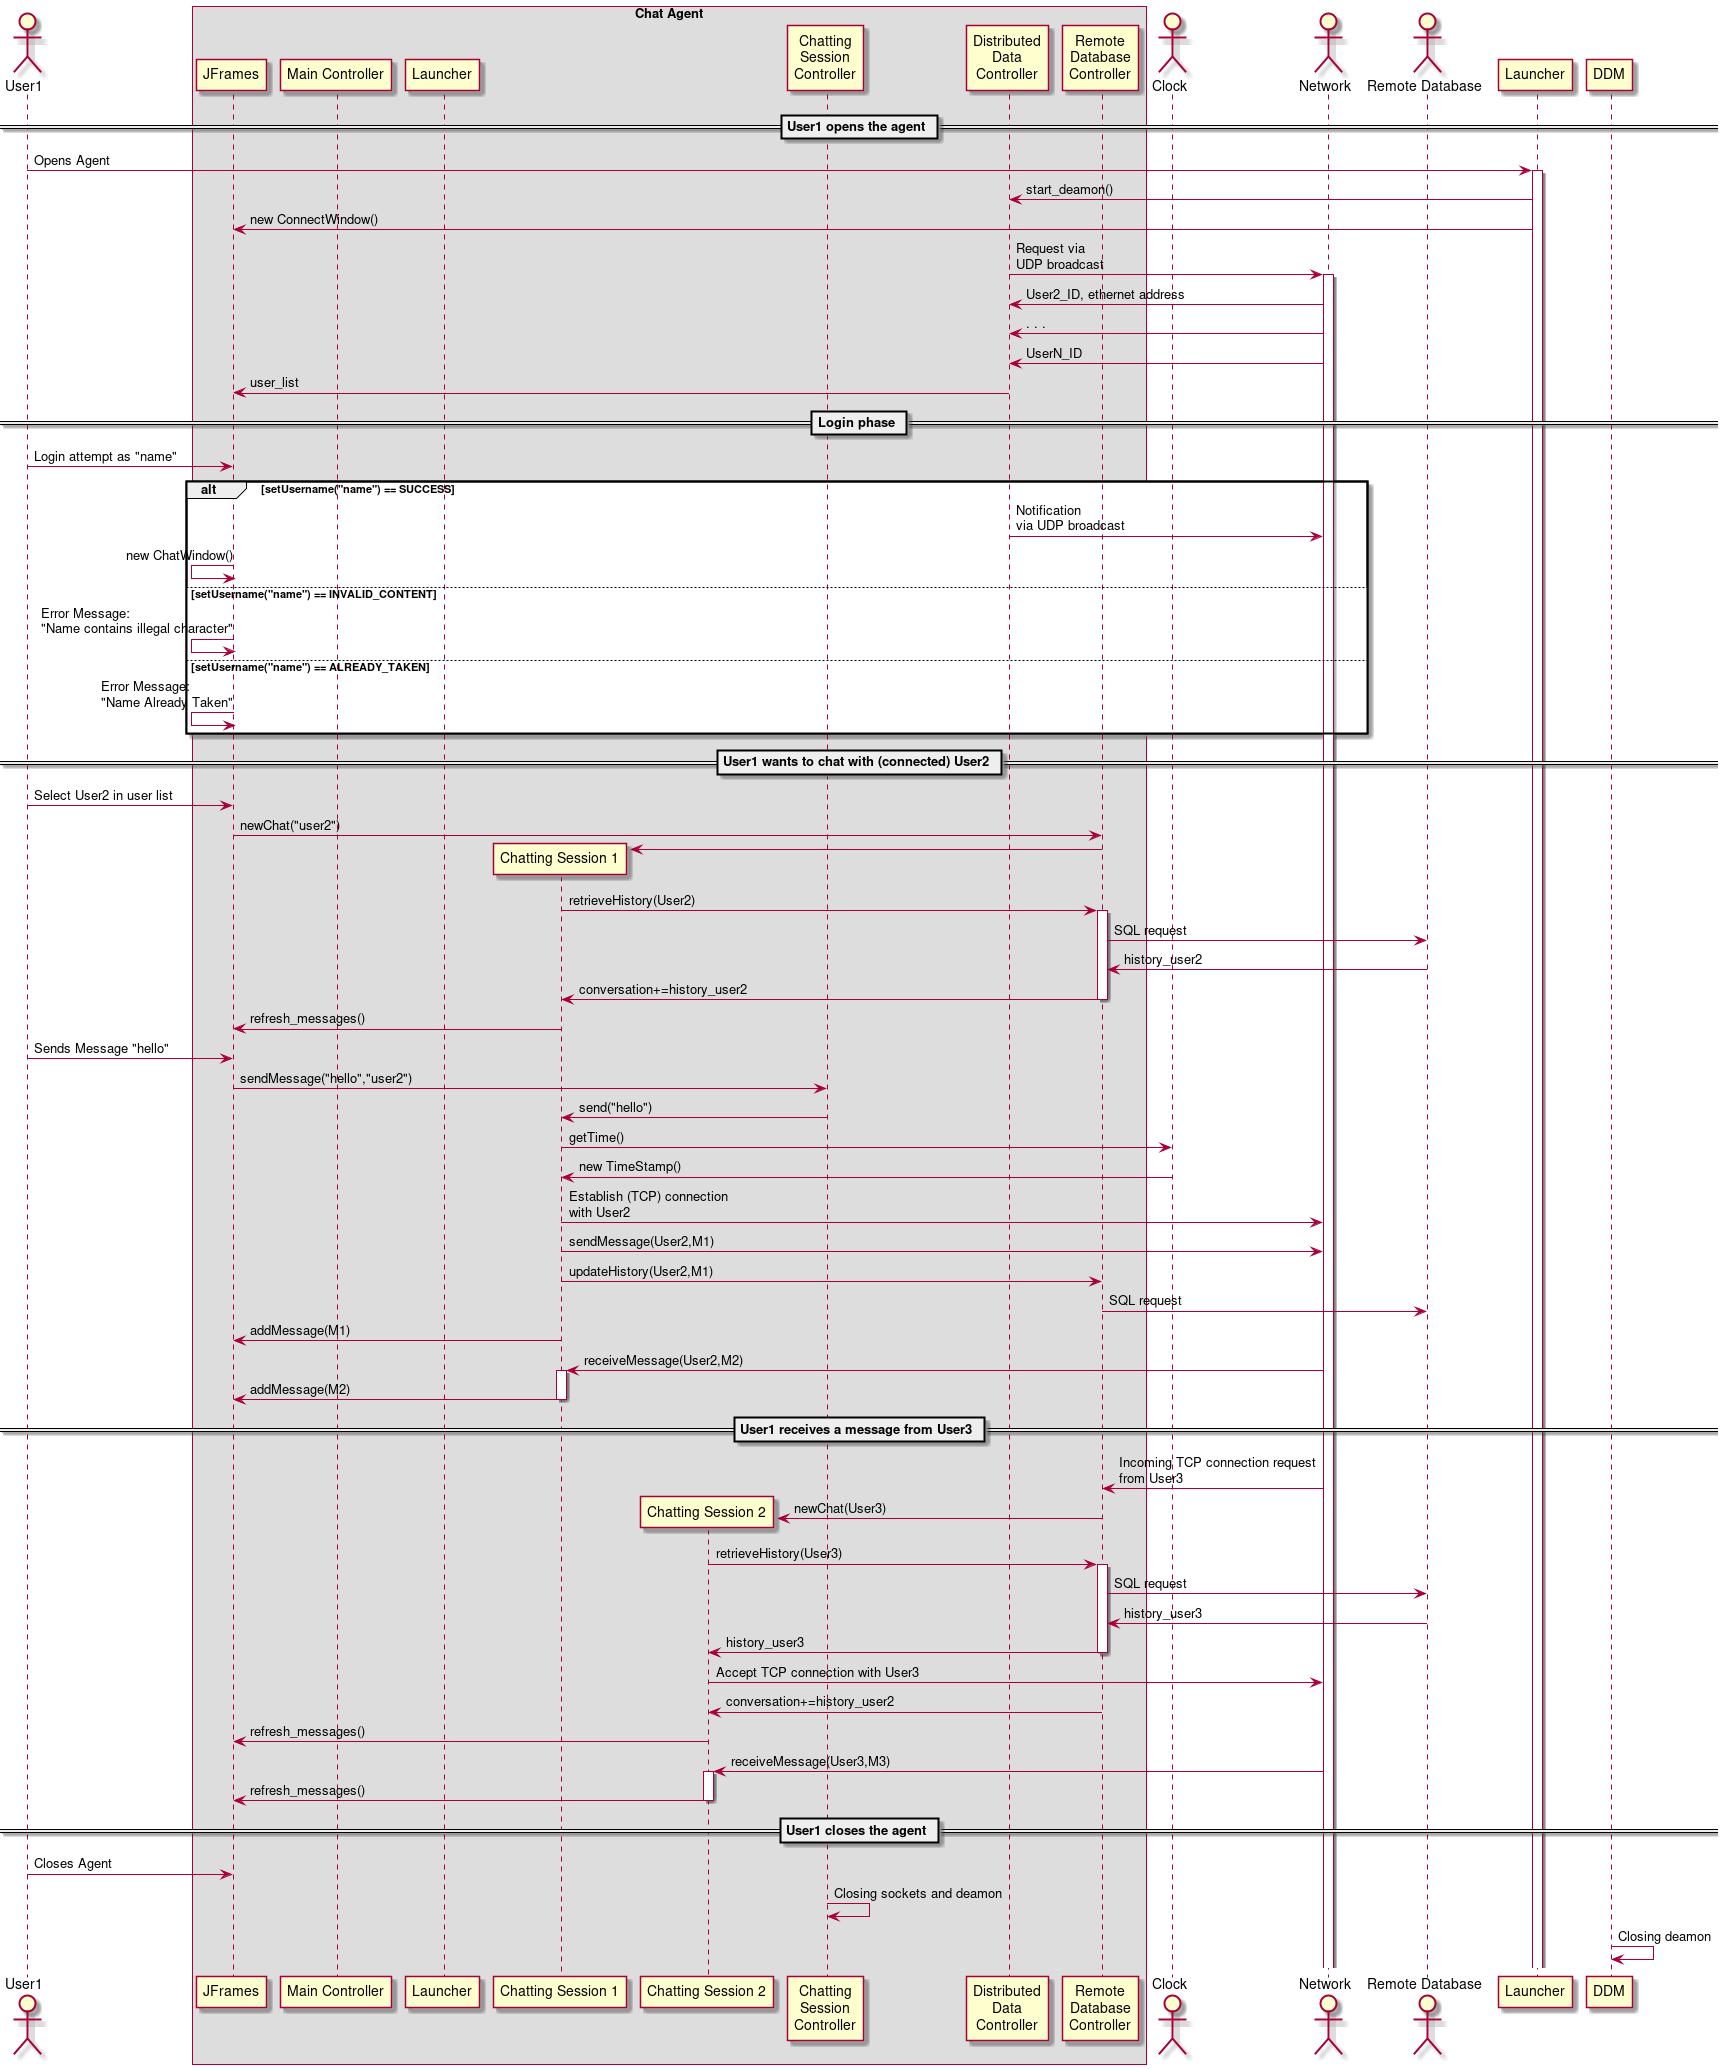 Chat Agent
User1
JFrames
Main Controller
Launcher
Chatting
Session
Controller
Distributed
Data
Controller
Remote
Database
Controller
Clock
Network
Remote Database
Launcher
DDM
User1 opens the agent
Opens Agent
start_deamon()
new ConnectWindow()
Request via
UDP broadcast
User2_ID, ethernet address
. . .
UserN_ID
user_list
Login phase
Login attempt as "name"
alt
[setUsername("name") == SUCCESS]
Notification
via UDP broadcast
new ChatWindow()
[setUsername("name") == INVALID_CONTENT]
Error Message:
"Name contains illegal character"
[setUsername("name") == ALREADY_TAKEN]
Error Message:
"Name Already Taken"
User1 wants to chat with (connected) User2
Select User2 in user list
newChat("user2")
Chatting Session 1
retrieveHistory(User2)
SQL request
history_user2
conversation+=history_user2
refresh_messages()
Sends Message "hello"
sendMessage("hello","user2")
send("hello")
getTime()
new TimeStamp()
Establish (TCP) connection
with User2
sendMessage(User2,M1)
updateHistory(User2,M1)
SQL request
addMessage(M1)
receiveMessage(User2,M2)
addMessage(M2)
User1 receives a message from User3
Incoming TCP connection request
from User3
Chatting Session 2
newChat(User3)
retrieveHistory(User3)
SQL request
history_user3
history_user3
Accept TCP connection with User3
conversation+=history_user2
refresh_messages()
receiveMessage(User3,M3)
refresh_messages()
User1 closes the agent
Closes Agent
Closing sockets and deamon
Closing deamon
User1
JFrames
Main Controller
Launcher
Chatting Session 1
Chatting Session 2
Chatting
Session
Controller
Distributed
Data
Controller
Remote
Database
Controller
Clock
Network
Remote Database
Launcher
DDM